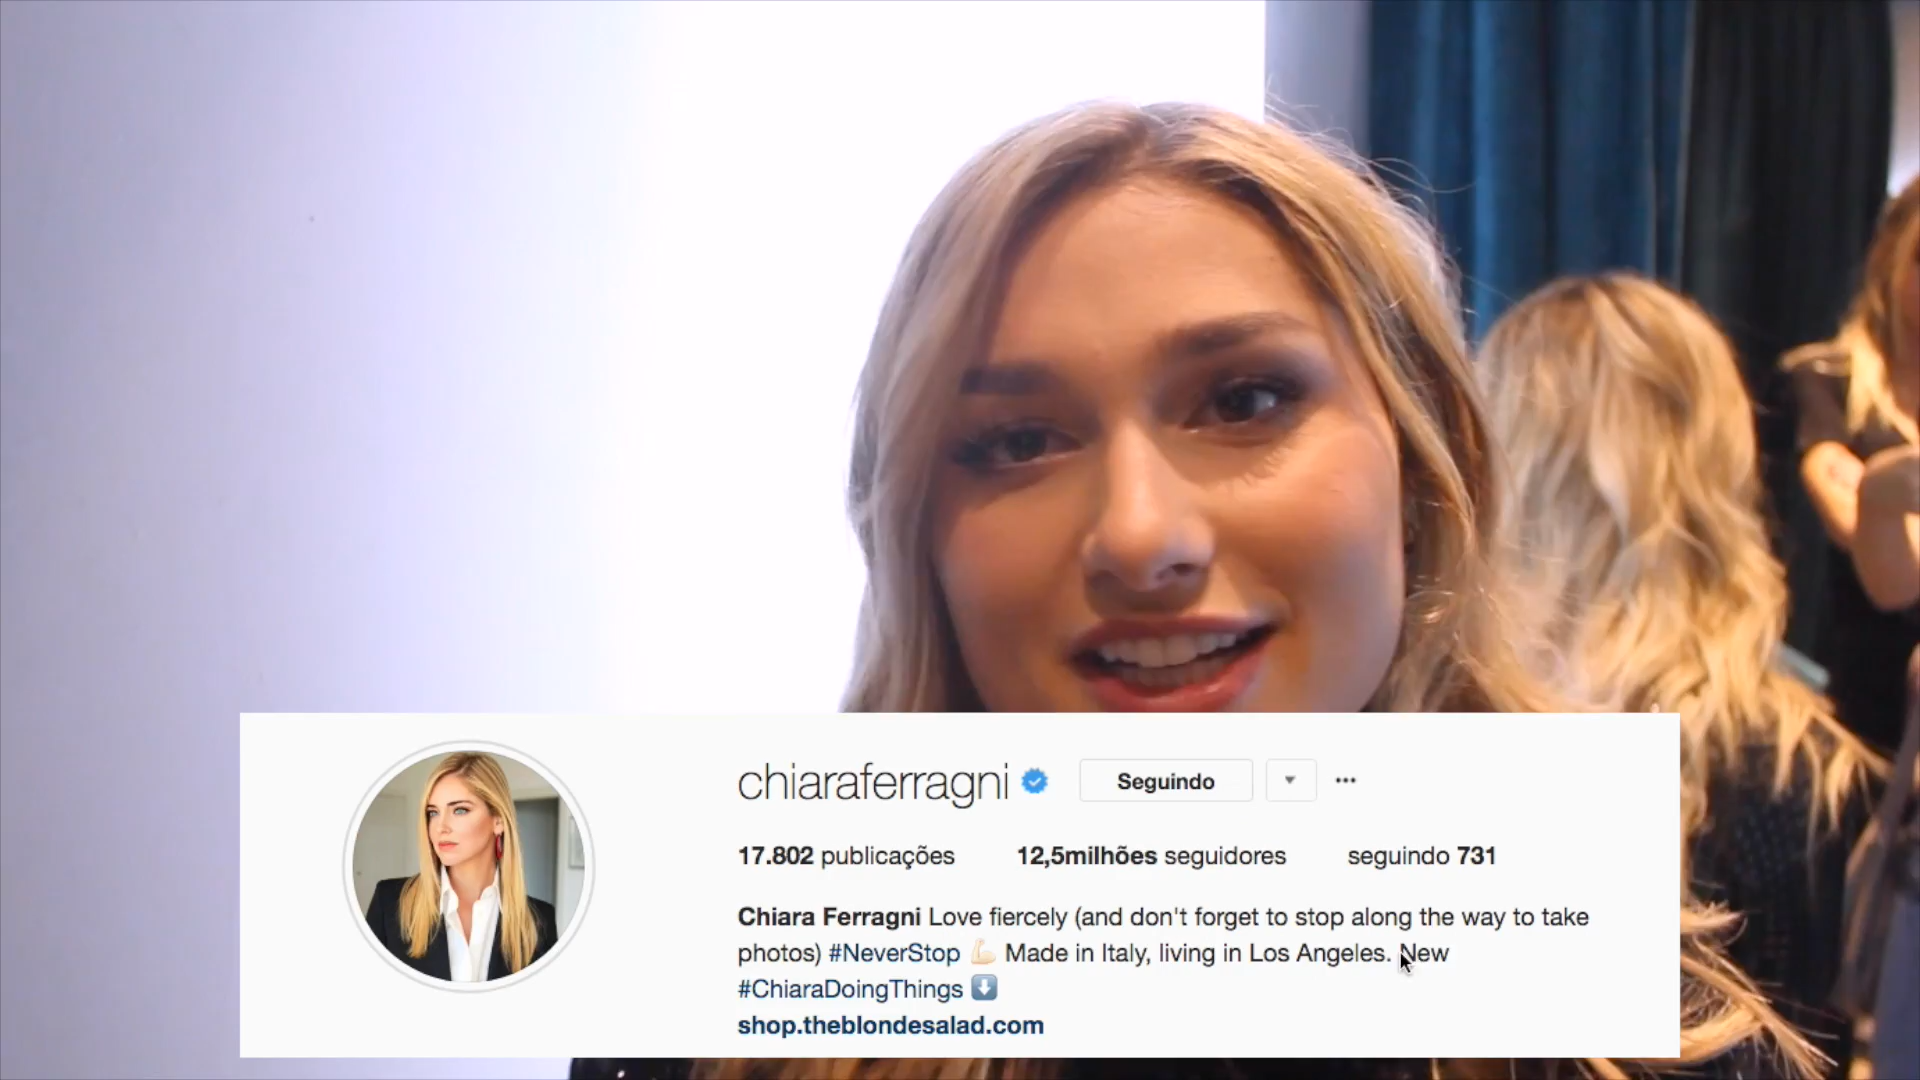 chiaraferragni Seguindo
17.802 publicações 12,5milhões seguidores seguindo 731
Chiara Ferragni Love fiercely (and don't forget to stop along the way to take
photos) #NeverStop 💪🏻 Made in Italy, living in Los Angeles. New
#ChiaraDoingThings ⬇️
shop.theblondesalad.com